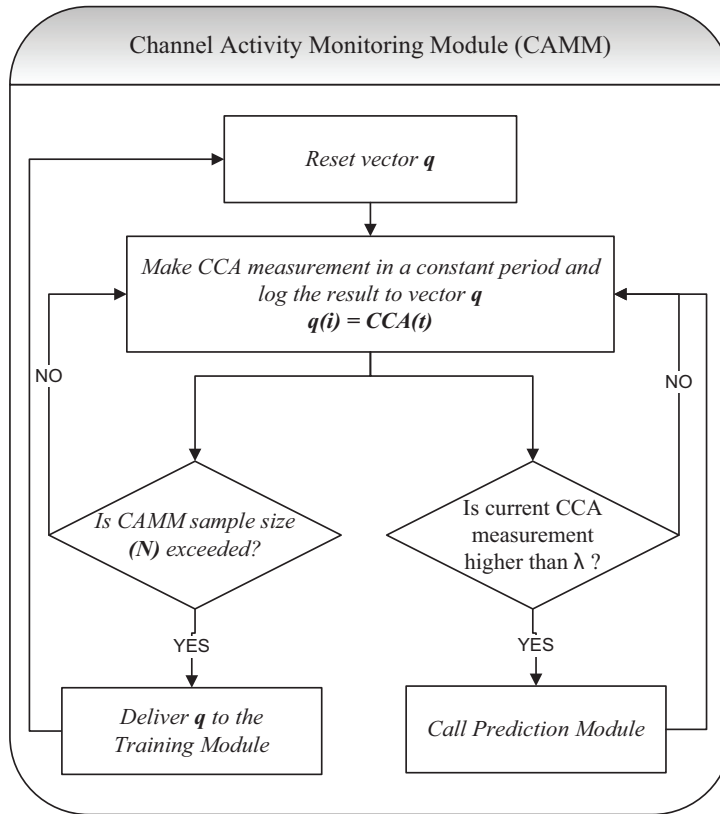 Channel Activity Monitoring Module (CAMM)
Reset vector q
Make CCA measurement in a constant period and
log the result to vector q
q(i) = CCA(t)
NO
NO
Is CAMM sample size
(N) exceeded?
Is current CCA
measurement
higher than λ ?
YES
YES
Deliver q to the
Training Module
Call Prediction Module